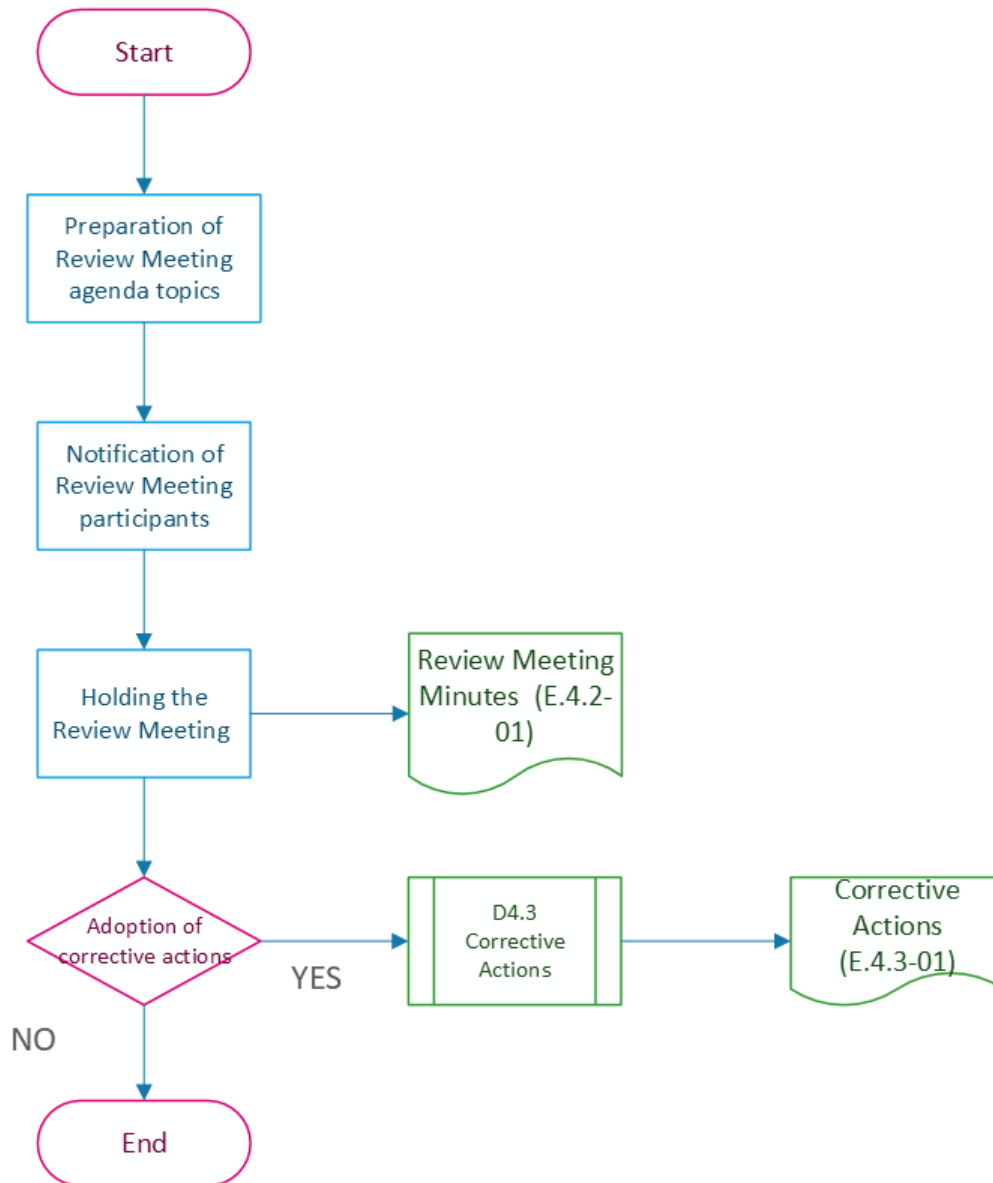 Start
Preparation of
Review Meeting
agenda topics
Notification of
Review Meeting
participants
Holding the
Review Meeting
Review Meeting
Minutes (E.4.2-
01)
Adoption of
corrective actions
YES
D4.3
Corrective
Actions
Corrective
Actions
(E.4.3-01)
NO
End